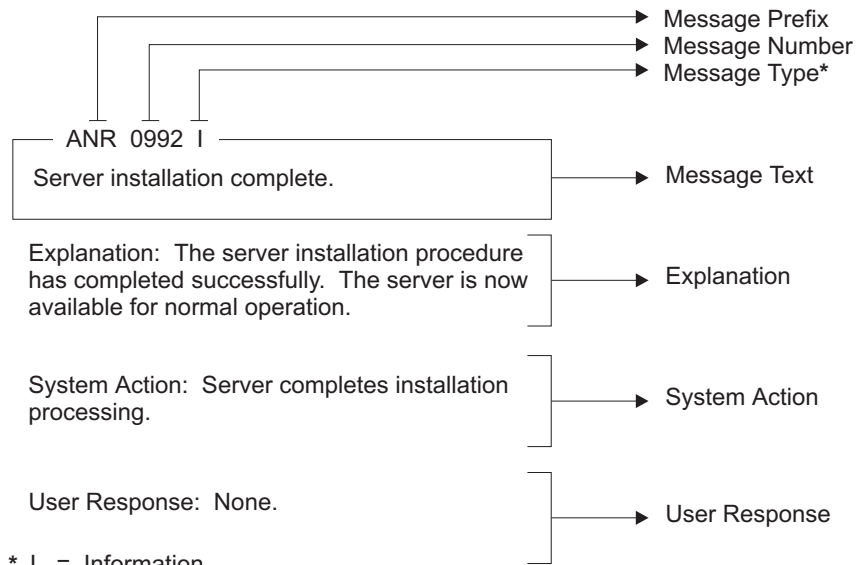 Message Prefix
Message Number
Message Type*
ANR 0992 I
Server installation complete.
Message Text
Explanation: The server installation procedure
has completed successfully. The server is now
available for normal operation.
Explanation
System Action: Server completes installation
processing.
System Action
User Response: None.
User Response
* I = Information